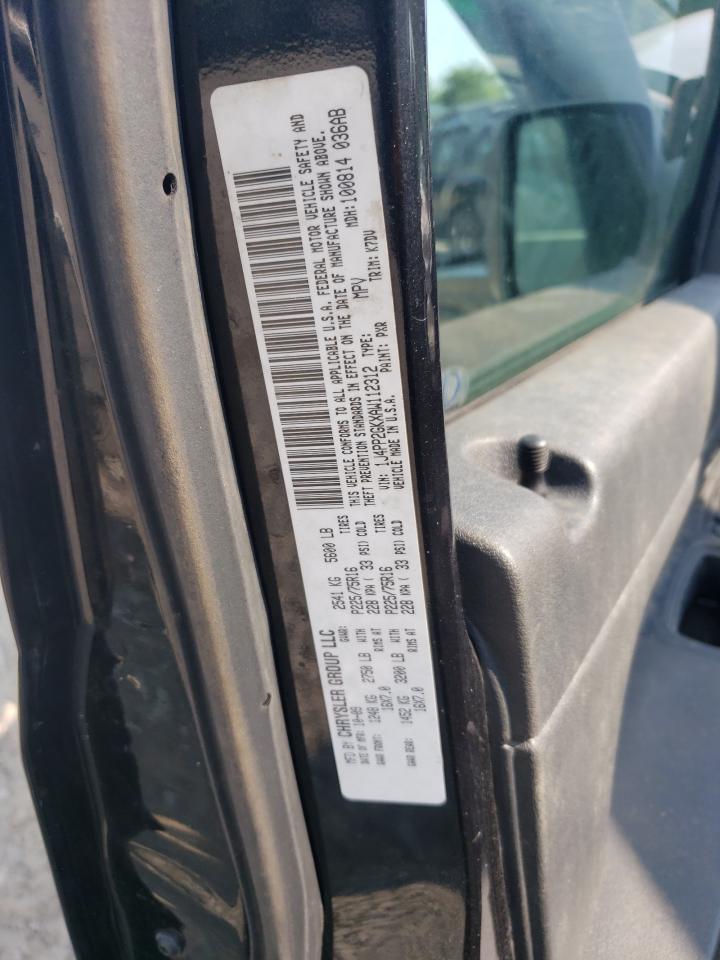 MFD BY CHRYSLER GROUP LLC
DATE OF MFR: 10-09 GVWR: 2541 KG 5600 LB
GAWR FRONT: 1248 KG 2750 LB WITH P225/75R16 TIRES
16X7.0 RIMS AT 228 KPA ( 33 PSI) COLD
GAWR REAR: 1452 KG 3200 LB WITH P225/75R16 TIRES
16X7.0 RIMS AT 228 KPA ( 33 PSI) COLD
THIS VEHICLE CONFORMS TO ALL APPLICABLE U.S.A. FEDERAL MOTOR VEHICLE SAFETY AND
THEFT PREVENTION STANDARDS IN EFFECT ON THE DATE OF MANUFACTURE SHOWN ABOVE.
VIN: 1J4PP2GKXAW112312 TYPE: MPV MDH: 100814 036AB
VEHICLE MADE IN U.S.A. PAINT: PXR TRIM: K7DV